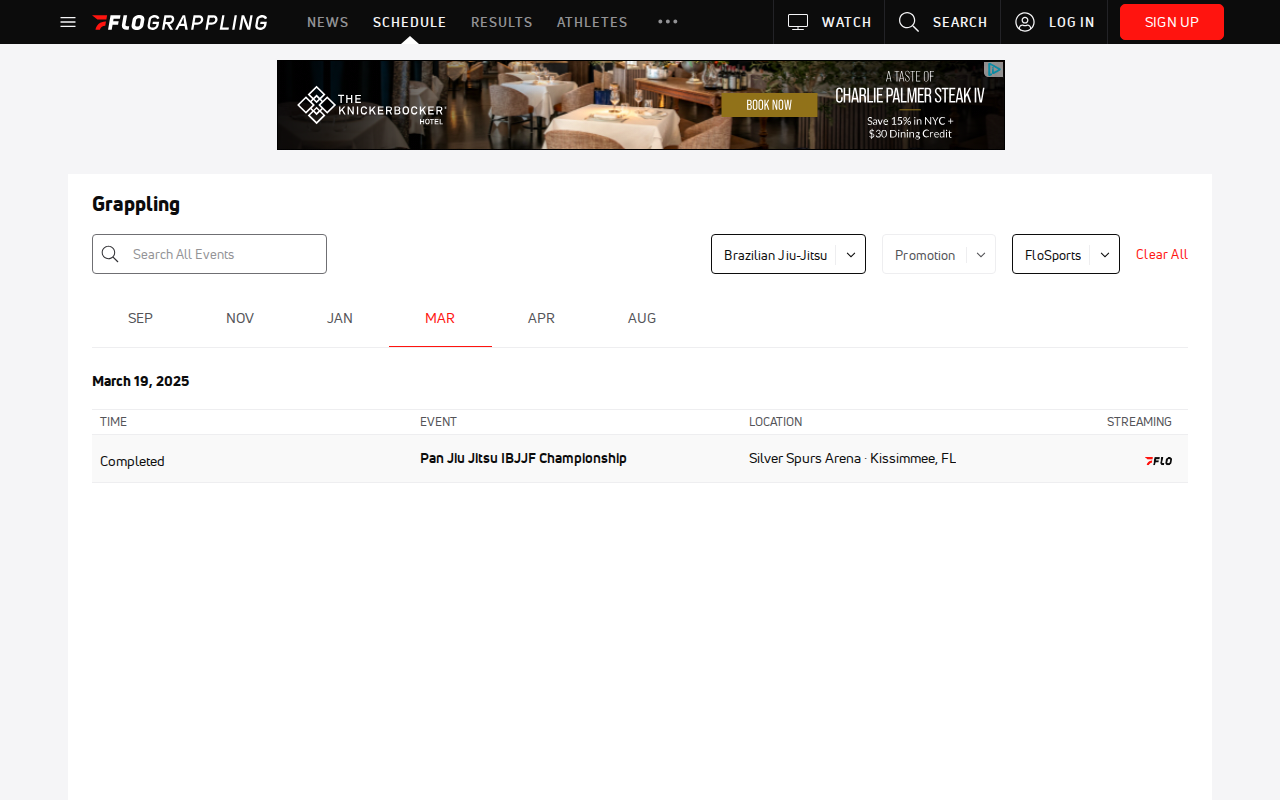 FLOGRAPPLING
NEWS
SCHEDULE
RESULTS
ATHLETES
WATCH
SEARCH
LOG IN
SIGN UP
THE
KNICKERBOCKER
HOTEL
BOOK NOW
A TASTE OF
CHARLIE PALMER STEAK IV
Save 15% in NYC +
$30 Dining Credit
Grappling
Search All Events
Brazilian Jiu-Jitsu
Promotion
FloSports
Clear All
SEP
NOV
JAN
MAR
APR
AUG
March 19, 2025
TIME
EVENT
LOCATION
STREAMING
Completed
Pan Jiu Jitsu IBJJF Championship
Silver Spurs Arena · Kissimmee, FL
FLO